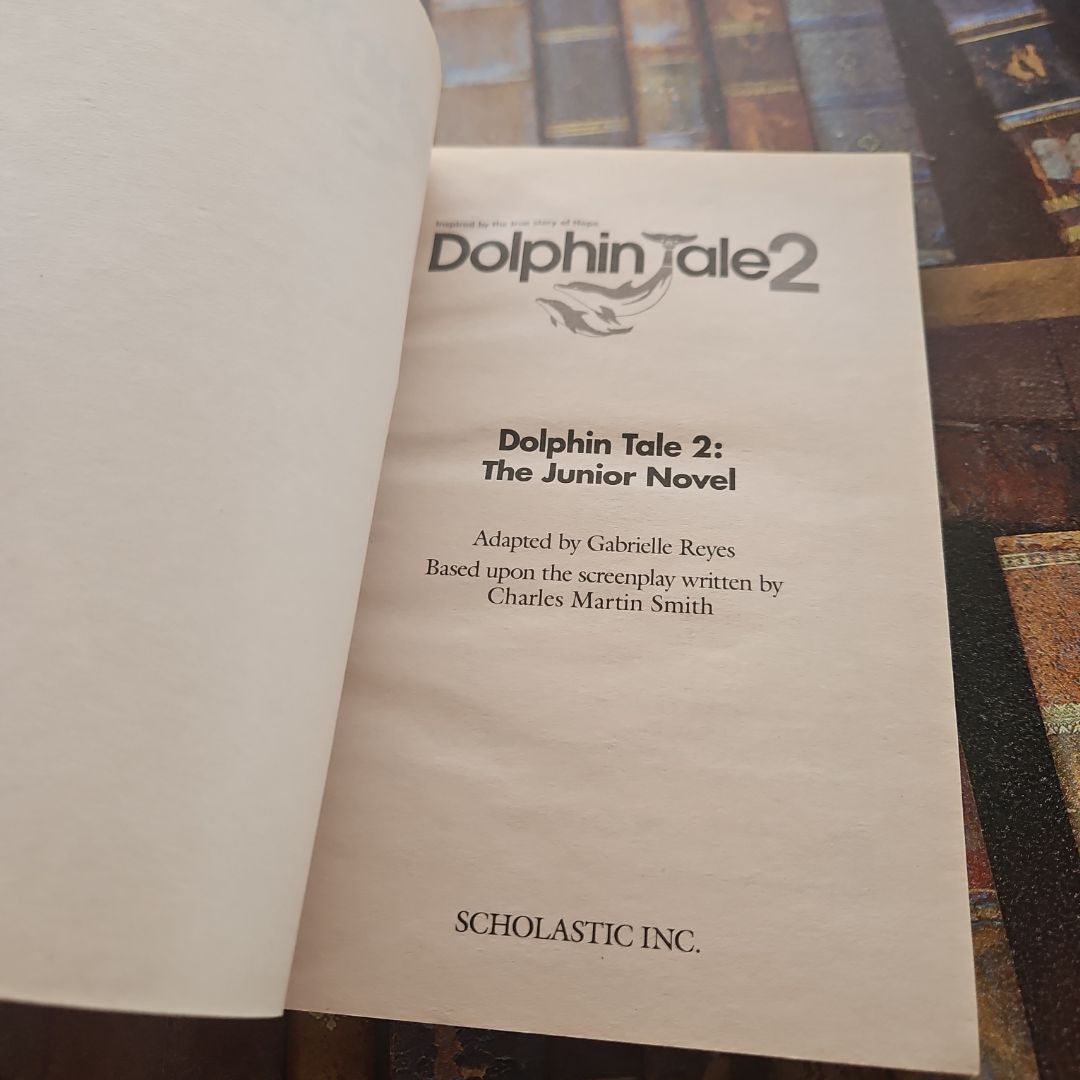 Inspired by the true story of Hope
Dolphin Tale 2
Dolphin Tale 2:
The Junior Novel
Adapted by Gabrielle Reyes
Based upon the screenplay written by
Charles Martin Smith
SCHOLASTIC INC.